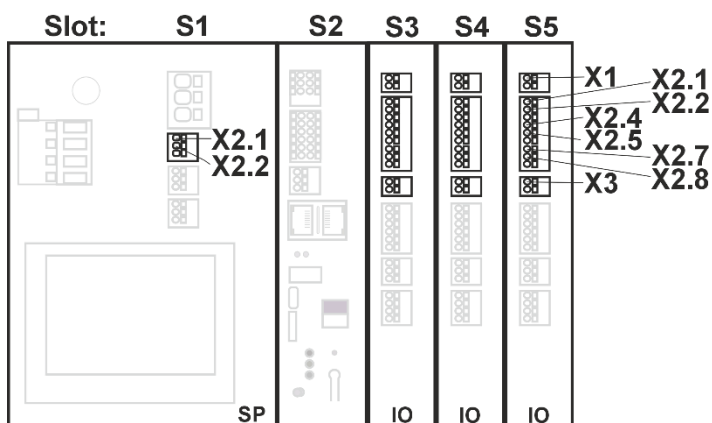 Slot: S1 S2 S3 S4 S5
X1 X2.1
X2.2
X2.1 X2.4
X2.2 X2.5
X2.7
X3 X2.8
SP IO IO IO